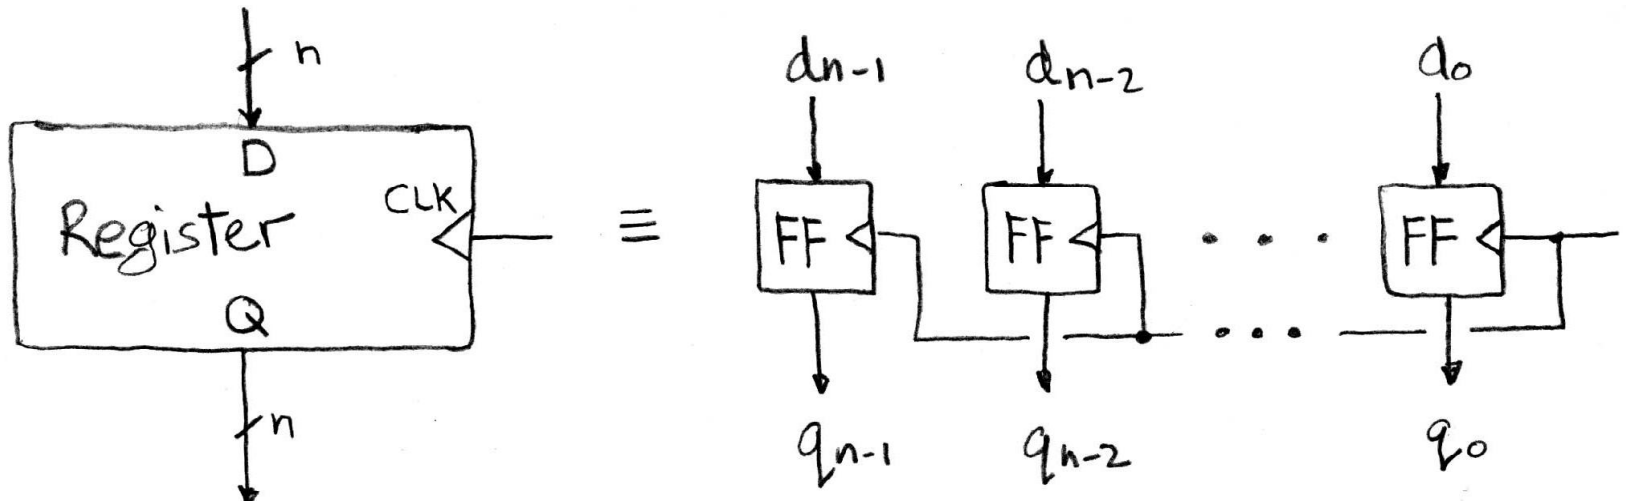 n
D
CLK
Register
Q
n
≡
dn-1 dn-2 d0
FF FF . . . FF
. . .
qn-1 qn-2 q0